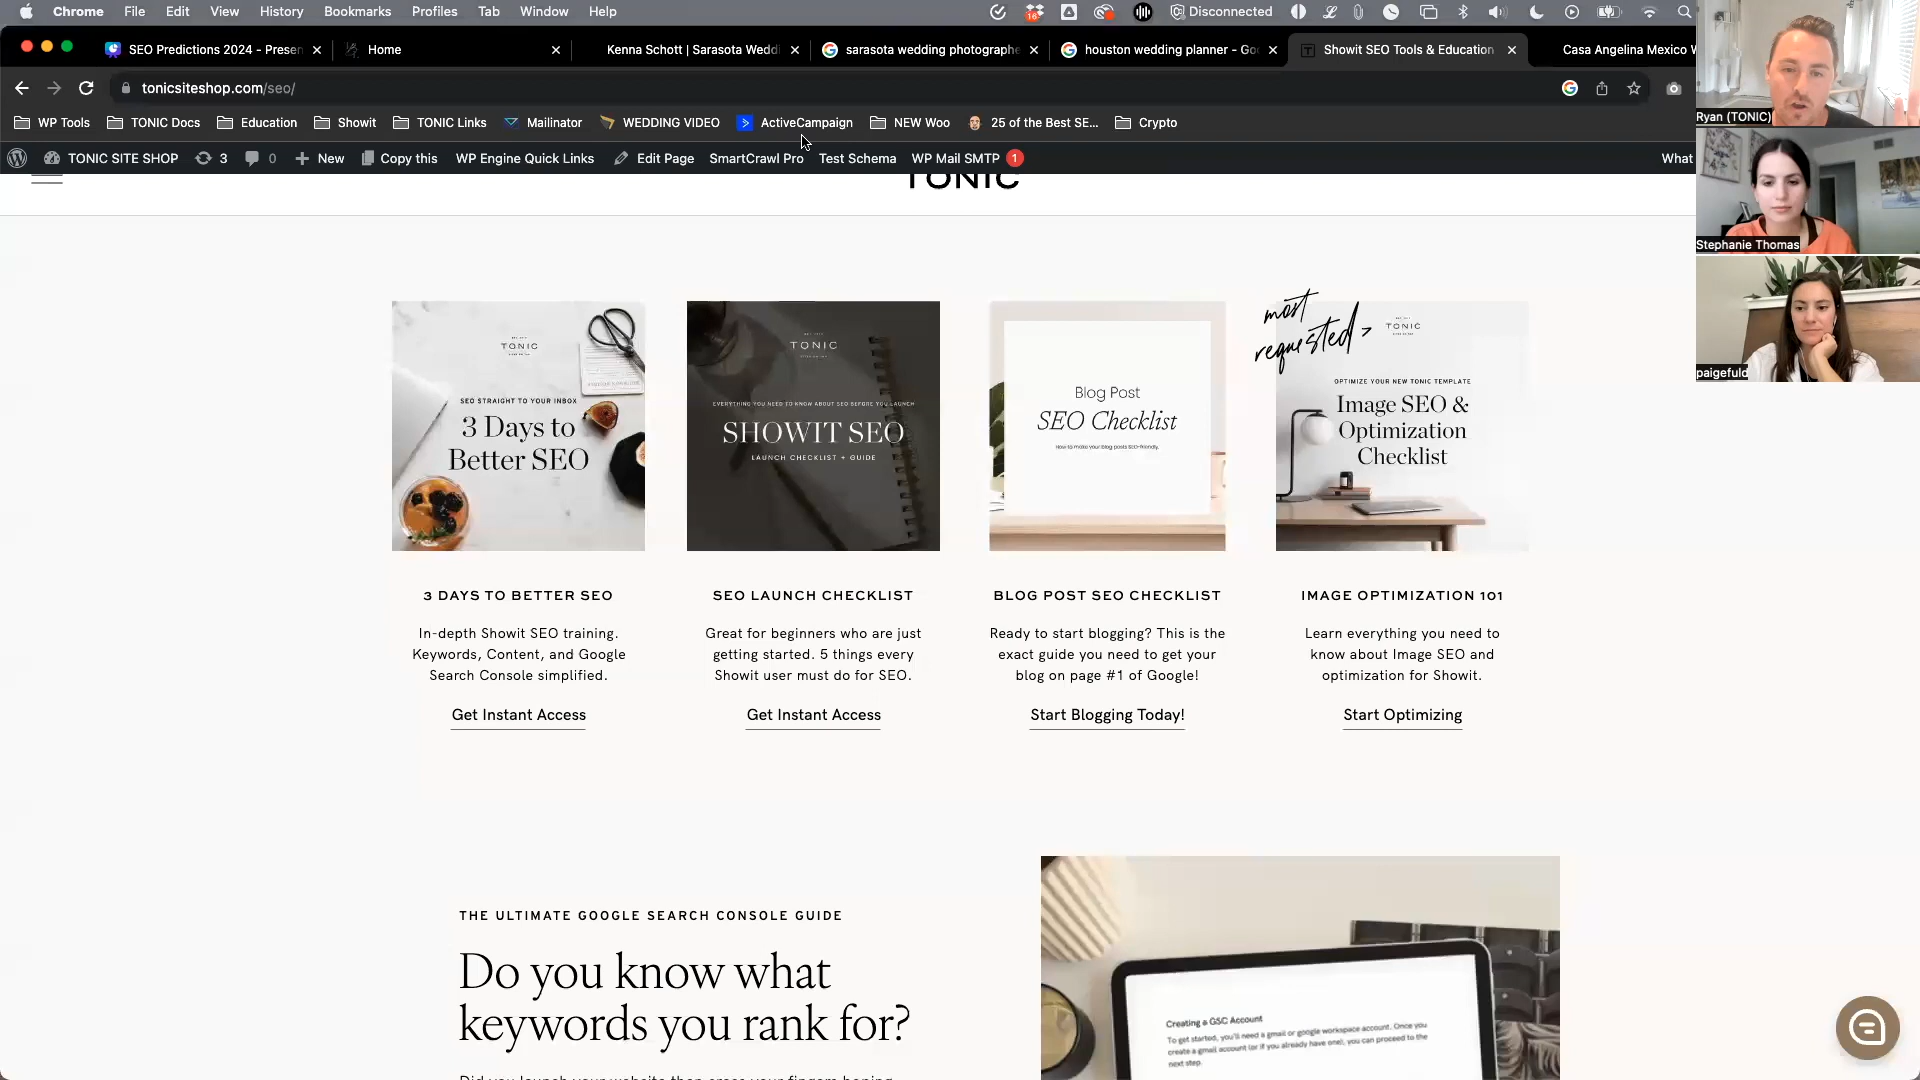 Chrome File Edit View History Bookmarks Profiles Tab Window Help
16 Disconnected
SEO Predictions 2024 - Presen
Home
Kenna Schott | Sarasota Weddi
sarasota wedding photographe
houston wedding planner - Go
Showit SEO Tools & Education
Casa Angelina Mexico W
tonicsiteshop.com/seo/
WP Tools TONIC Docs Education Showit TONIC Links Mailinator WEDDING VIDEO ActiveCampaign NEW Woo 25 of the Best SE... Crypto
TONIC SITE SHOP 3 0 New Copy this WP Engine Quick Links Edit Page SmartCrawl Pro Test Schema WP Mail SMTP 1 What
Ryan (TONIC)
Stephanie Thomas
paigefuld
TONIC
TONIC
SEO STRAIGHT TO YOUR INBOX
3 Days to
Better SEO
TONIC
EVERYTHING YOU NEED TO KNOW ABOUT SEO BEFORE YOU LAUNCH
SHOWIT SEO
LAUNCH CHECKLIST + GUIDE
Blog Post
SEO Checklist
How to make your blog posts SEO-friendly.
most
requested >
TONIC
OPTIMIZE YOUR NEW TONIC TEMPLATE
Image SEO &
Optimization
Checklist
3 DAYS TO BETTER SEO
In-depth Showit SEO training.
Keywords, Content, and Google
Search Console simplified.
Get Instant Access
SEO LAUNCH CHECKLIST
Great for beginners who are just
getting started. 5 things every
Showit user must do for SEO.
Get Instant Access
BLOG POST SEO CHECKLIST
Ready to start blogging? This is the
exact guide you need to get your
blog on page #1 of Google!
Start Blogging Today!
IMAGE OPTIMIZATION 101
Learn everything you need to
know about Image SEO and
optimization for Showit.
Start Optimizing
THE ULTIMATE GOOGLE SEARCH CONSOLE GUIDE
Do you know what
keywords you rank for?
Creating a GSC Account
To get started, you'll need a gmail or google workspace account. Once you
create a gmail account (or if you already have one), you can proceed to the
next step.